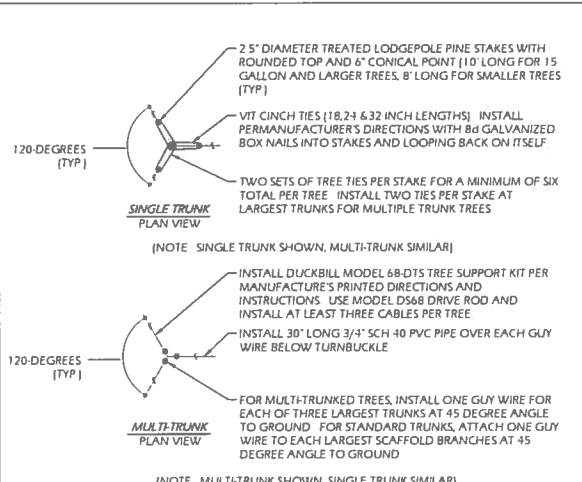 2 5" DIAMETER TREATED LODGEPOLE PINE STAKES WITH
ROUNDED TOP AND 6" CONICAL POINT (10' LONG FOR 15
GALLON AND LARGER TREES, 8' LONG FOR SMALLER TREES
(TYP)
VIT CINCH TIES (18,24 & 32 INCH LENGTHS) INSTALL
PERMANUFACTURER'S DIRECTIONS WITH 8d GALVANIZED
BOX NAILS INTO STAKES AND LOOPING BACK ON ITSELF
120-DEGREES
(TYP)
TWO SETS OF TREE TIES PER STAKE FOR A MINIMUM OF SIX
TOTAL PER TREE INSTALL TWO TIES PER STAKE AT
LARGEST TRUNKS FOR MULTIPLE TRUNK TREES
SINGLE TRUNK
PLAN VIEW
(NOTE SINGLE TRUNK SHOWN, MULTI-TRUNK SIMILAR)
INSTALL DUCKBILL MODEL 68-DTS TREE SUPPORT KIT PER
MANUFACTURE'S PRINTED DIRECTIONS AND
INSTRUCTIONS USE MODEL DS68 DRIVE ROD AND
INSTALL AT LEAST THREE CABLES PER TREE
INSTALL 30" LONG 3/4" SCH 40 PVC PIPE OVER EACH GUY
WIRE BELOW TURNBUCKLE
120-DEGREES
(TYP)
FOR MULTI-TRUNKED TREES, INSTALL ONE GUY WIRE FOR
EACH OF THREE LARGEST TRUNKS AT 45 DEGREE ANGLE
TO GROUND FOR STANDARD TRUNKS, ATTACH ONE GUY
WIRE TO EACH LARGEST SCAFFOLD BRANCHES AT 45
DEGREE ANGLE TO GROUND
MULTI-TRUNK
PLAN VIEW
(NOTE MULTI-TRUNK SHOWN, SINGLE TRUNK SIMILAR)